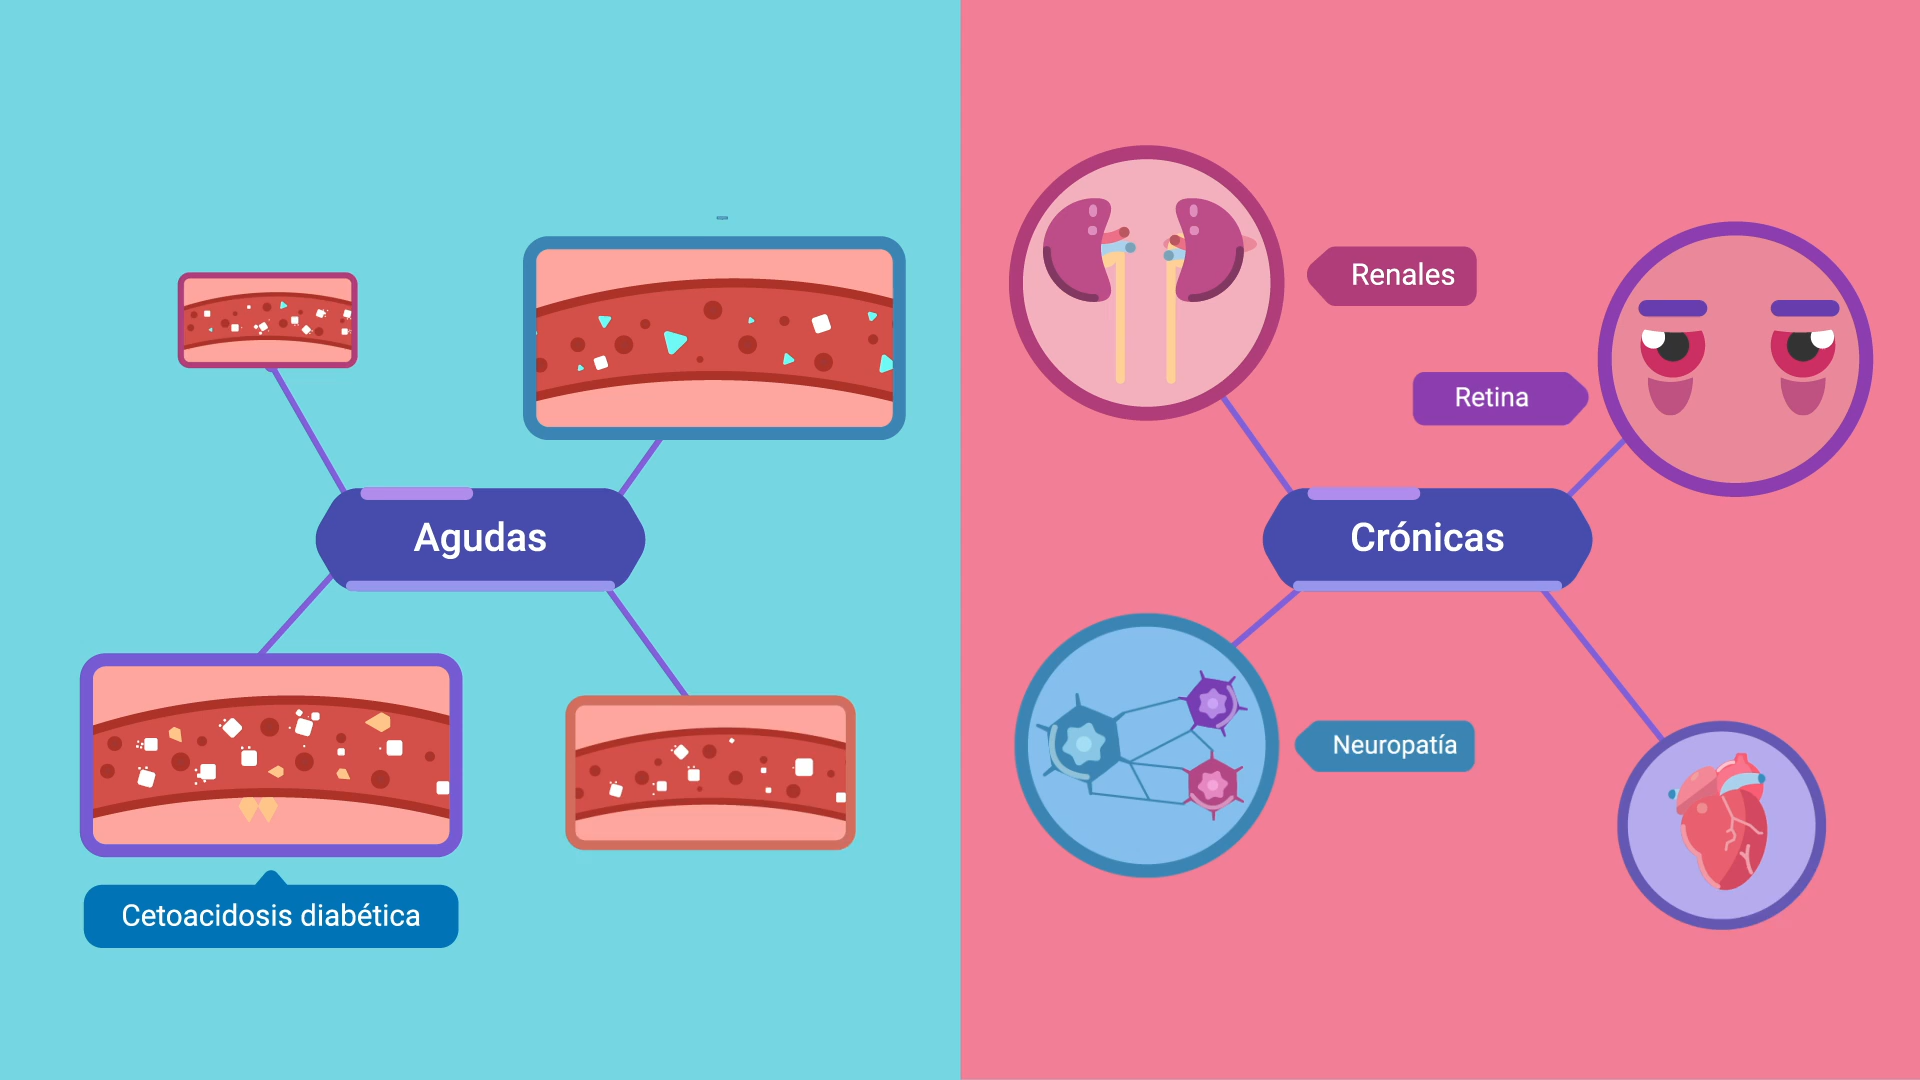 Agudas
Cetoacidosis diabética
Renales
Retina
Crónicas
Neuropatía